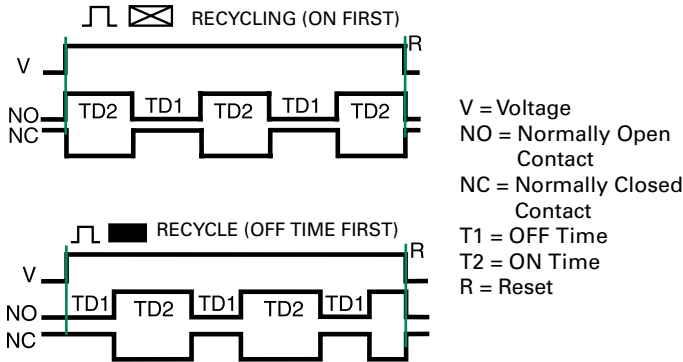 RECYCLING (ON FIRST)
R
V
NO TD2 TD1 TD2 TD1 TD2
NC
RECYCLE (OFF TIME FIRST)
R
V
NO TD1 TD2 TD1 TD2 TD1
NC
V = Voltage
NO = Normally Open
Contact
NC = Normally Closed
Contact
T1 = OFF Time
T2 = ON Time
R = Reset